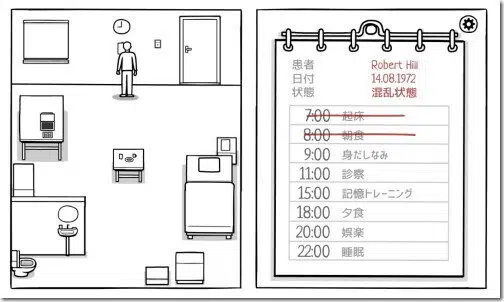 患者 Robert Hill
日付 14.08.1972
状態 混乱状態
7:00 起床
8:00 朝食
9:00 身だしなみ
11:00 診察
15:00 記憶トレーニング
18:00 夕食
20:00 娯楽
22:00 睡眠